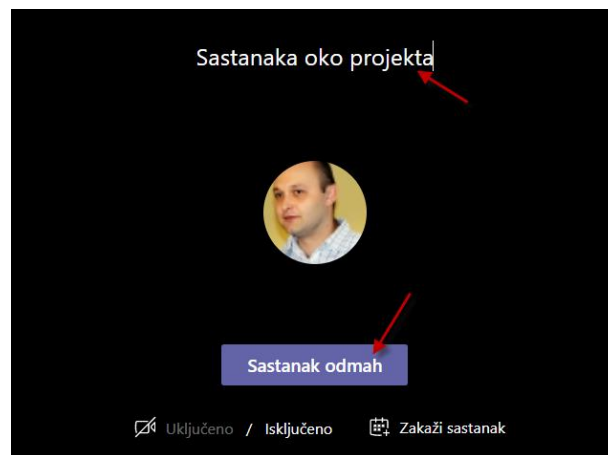 Sastanaka oko projekta
Sastanak odmah
Uključeno / Isključeno Zakaži sastanak